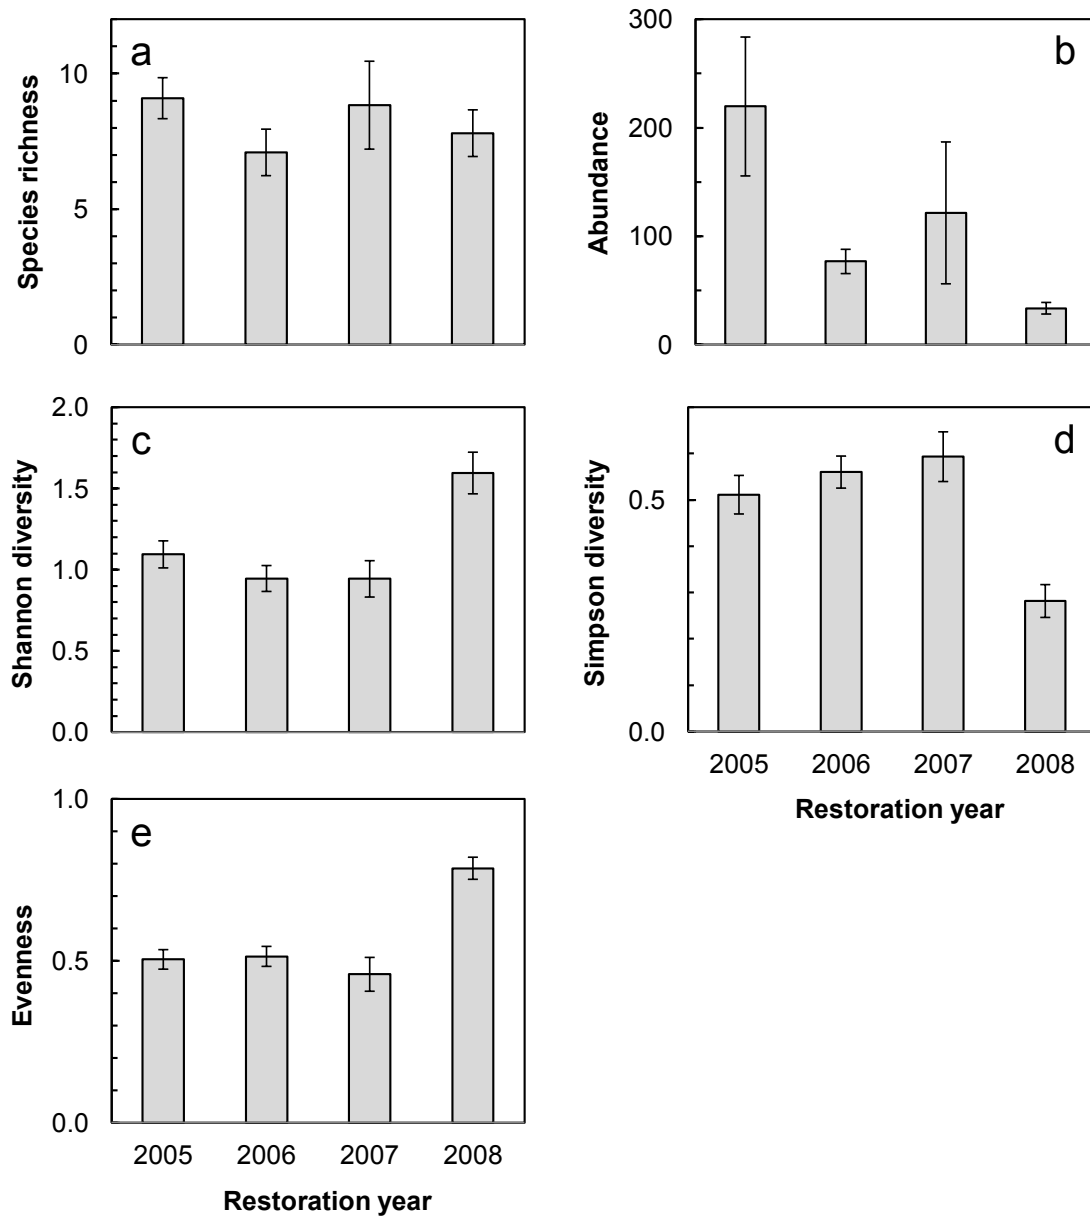 a
Species richness
10
5
0
b
Abundance
300
200
100
0
c
Shannon diversity
2.0
1.5
1.0
0.5
0.0
d
Simpson diversity
0.5
0.0
2005 2006 2007 2008
Restoration year
e
Evenness
1.0
0.5
0.0
2005 2006 2007 2008
Restoration year